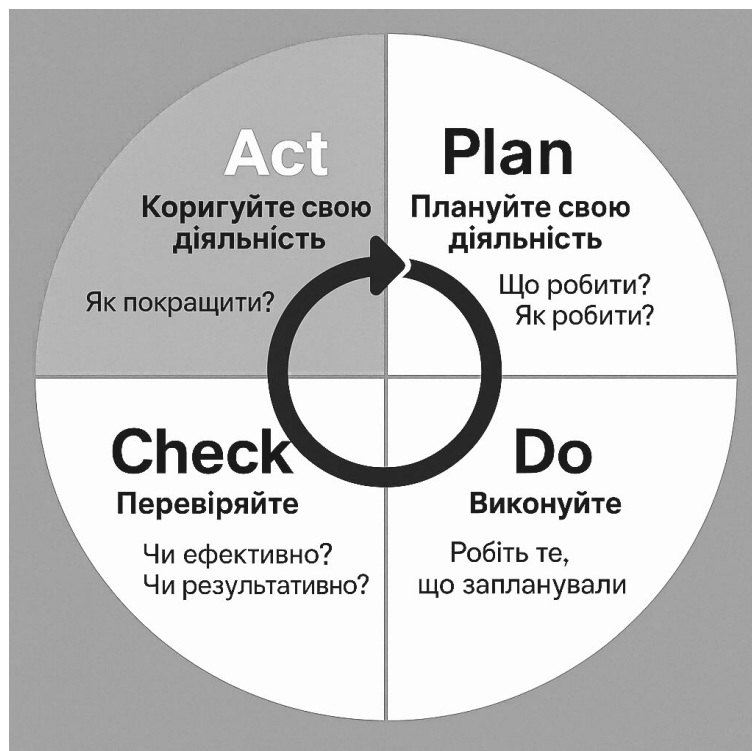 Act
Коригуйте свою
діяльність
Як покращити?
Plan
Плануйте свою
діяльність
Що робити?
Як робити?
Check
Перевіряйте
Чи ефективно?
Чи результативно?
Do
Виконуйте
Робіть те,
що запланували